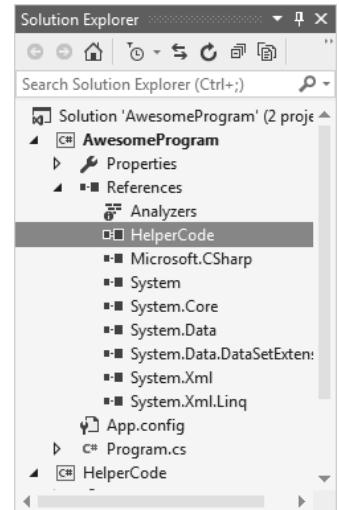 Solution Explorer
Search Solution Explorer (Ctrl+;)
Solution 'AwesomeProgram' (2 proje
C# AwesomeProgram
Properties
References
Analyzers
HelperCode
Microsoft.CSharp
System
System.Core
System.Data
System.Data.DataSetExten
System.Xml
System.Xml.Linq
App.config
C# Program.cs
C# HelperCode